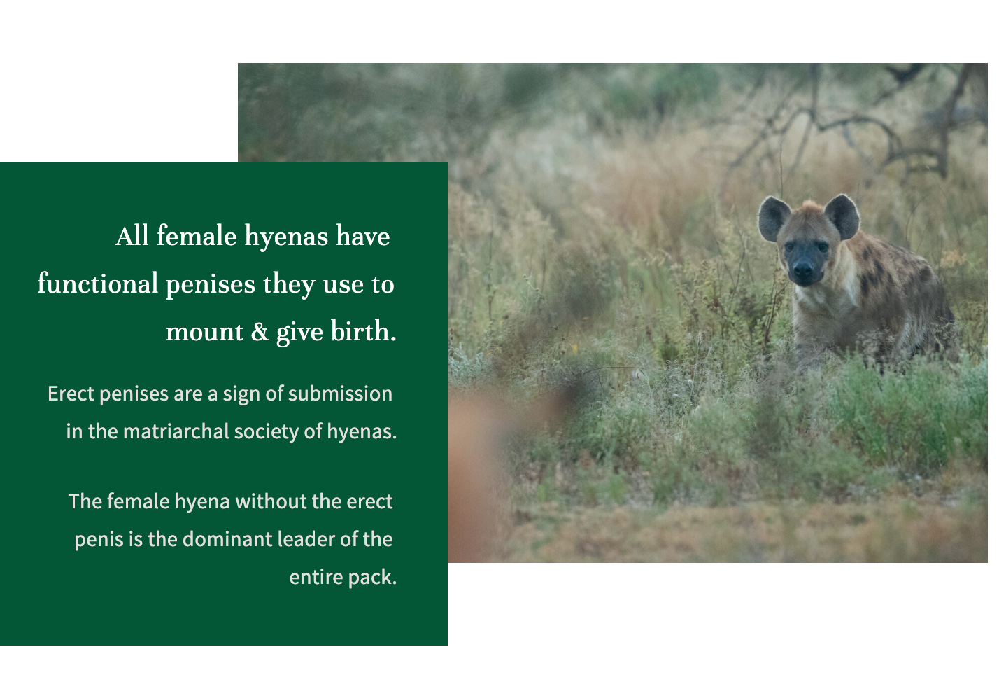 All female hyenas have
functional penises they use to
mount & give birth.
Erect penises are a sign of submission
in the matriarchal society of hyenas.
The female hyena without the erect
penis is the dominant leader of the
entire pack.